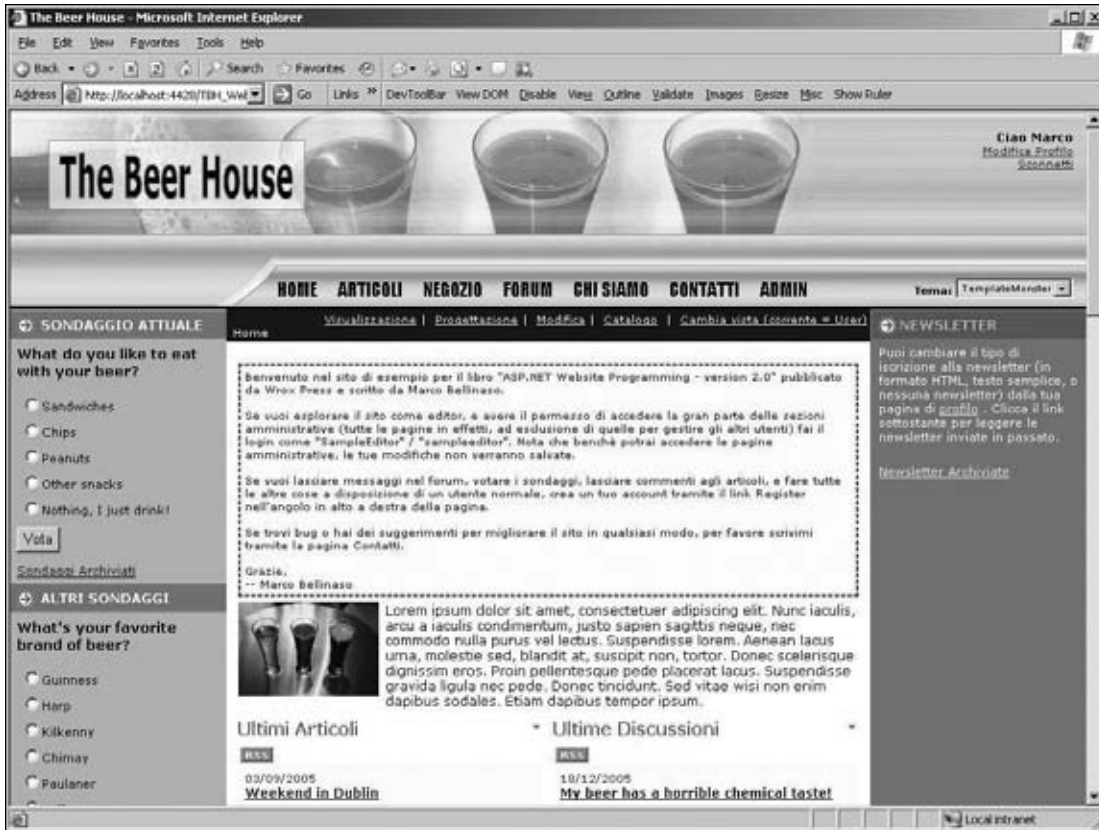 The Beer House - Microsoft Internet Explorer
File Edit View Favorites Tools Help
Back Search Favorites
Address http://localhost:4428/TBH_Wel Go Links » DevToolBar View DOM Disable View Outline Validate Images Resize Misc Show Ruler
The Beer House
Ciao Marco
Modifica Profilo
Sconnetti
HOME ARTICOLI NEGOZIO FORUM CHI SIAMO CONTATTI ADMIN
Tema: TemplateMonster
SONDAGGIO ATTUALE
What do you like to eat
with your beer?
Sandwiches
Chips
Peanuts
Other snacks
Nothing, I just drink!
Vota
Sondaggi Archiviati
ALTRI SONDAGGI
What's your favorite
brand of beer?
Guinness
Harp
Kilkenny
Chimay
Paulaner
Visualizzazione | Progettazione | Modifica | Catalogo | Cambia vista (corrente = User)
Home
Benvenuto nel sito di esempio per il libro "ASP.NET Website Programming - version 2.0" pubblicato
da Wrox Press e scritto da Marco Bellinaso.
Se vuoi esplorare il sito come editor, e avere il permesso di accedere la gran parte delle sezioni
amministrative (tutte le pagine in effetti, ad esclusione di quelle per gestire gli altri utenti) fai il
login come "SampleEditor" / "sampleeditor". Nota che benchè potrai accedere le pagine
amministrative, le tue modifiche non verranno salvate.
Se vuoi lasciare messaggi nel forum, votare i sondaggi, lasciare commenti agli articoli, e fare tutte
le altre cose a disposizione di un utente normale, crea un tuo account tramite il link Register
nell'angolo in alto a destra della pagina.
Se trovi bug o hai dei suggerimenti per migliorare il sito in qualsiasi modo, per favore scrivimi
tramite la pagina Contatti.
Grazie,
-- Marco Bellinaso
Lorem ipsum dolor sit amet, consectetuer adipiscing elit. Nunc iaculis,
arcu a iaculis condimentum, justo sapien sagittis neque, nec
commodo nulla purus vel lectus. Suspendisse lorem. Aenean lacus
urna, molestie sed, blandit at, suscipit non, tortor. Donec scelerisque
dignissim eros. Proin pellentesque pede placerat lacus. Suspendisse
gravida ligula nec pede. Donec tincidunt. Sed vitae wisi non enim
dapibus sodales. Etiam dapibus tempor ipsum.
Ultimi Articoli
RSS
03/09/2005
Weekend in Dublin
Ultime Discussioni
RSS
18/12/2005
My beer has a horrible chemical taste!
NEWSLETTER
Puoi cambiare il tipo di
iscrizione alla newsletter (in
formato HTML, testo semplice, o
nessuna newsletter) dalla tua
pagina di profilo . Clicca il link
sottostante per leggere le
newsletter inviate in passato.
Newsletter Archiviate
Local intranet